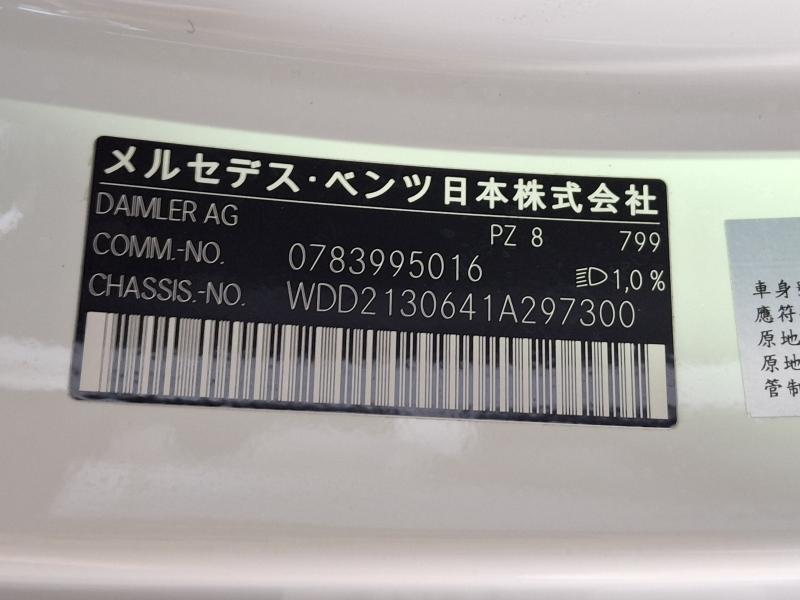 メルセデス・ベンツ日本株式会社
DAIMLER AG
PZ 8 799
COMM.-NO. 0783995016
1,0 %
CHASSIS.-NO. WDD2130641A297300
車身
應符
原地
原地
管制